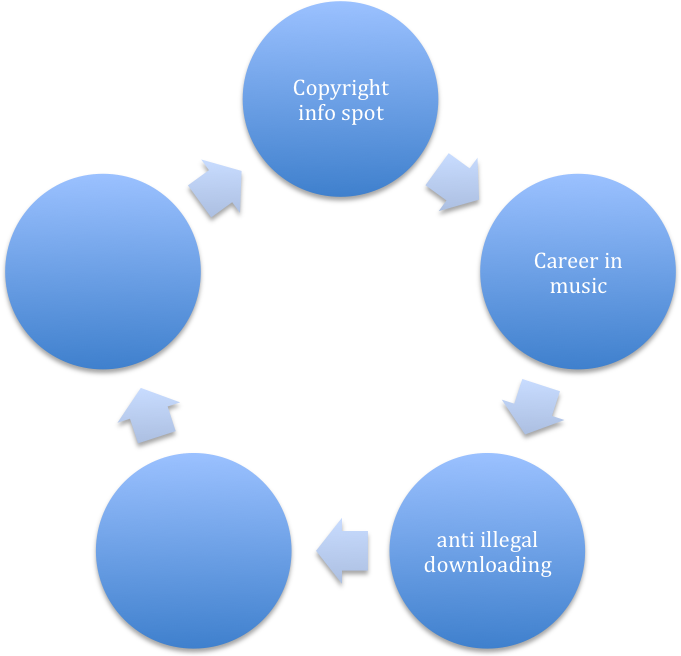 Copyright
info spot
Career in
music
anti illegal
downloading